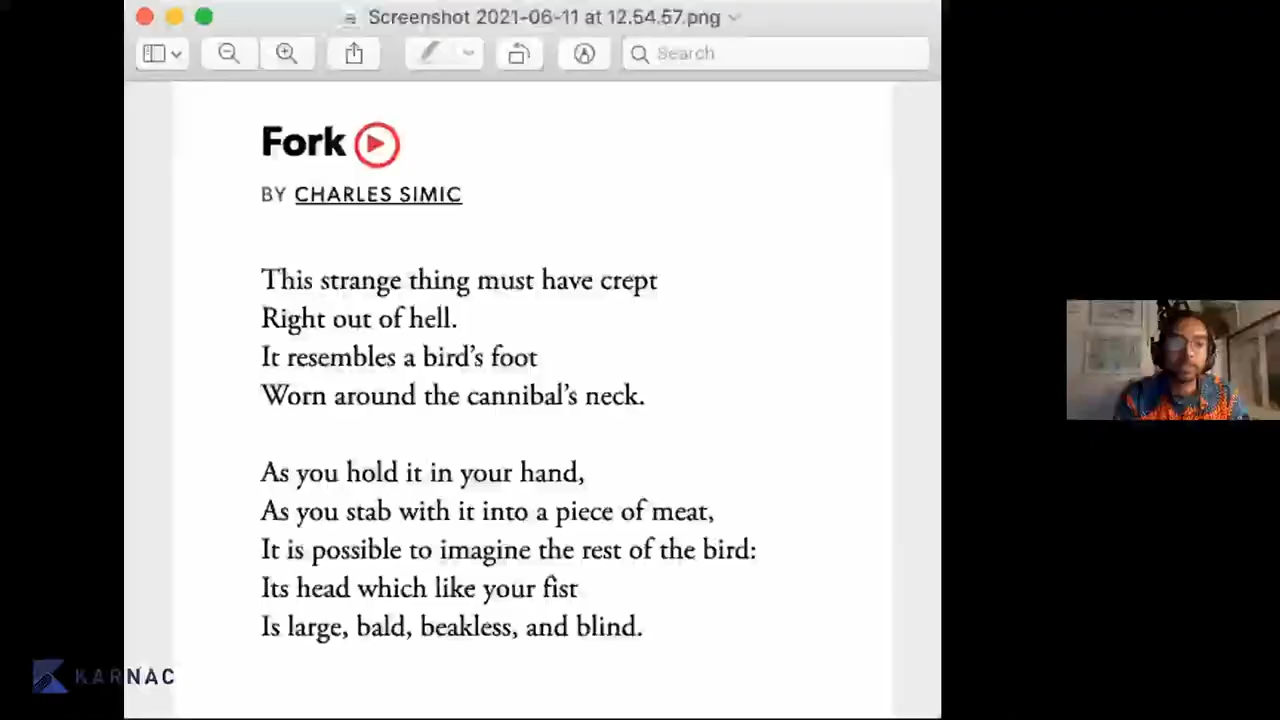 Screenshot 2021-06-11 at 12.54.57.png
Search
Fork
BY CHARLES SIMIC
This strange thing must have crept
Right out of hell.
It resembles a bird’s foot
Worn around the cannibal’s neck.
As you hold it in your hand,
As you stab with it into a piece of meat,
It is possible to imagine the rest of the bird:
Its head which like your fist
Is large, bald, beakless, and blind.
KARNAC